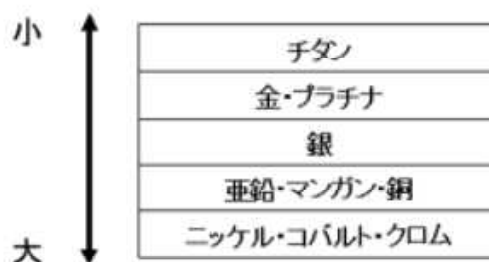 小
チダン
金・プラチナ
銀
亜鉛・マンガン・銅
ニッケル・コバルト・クロム
大